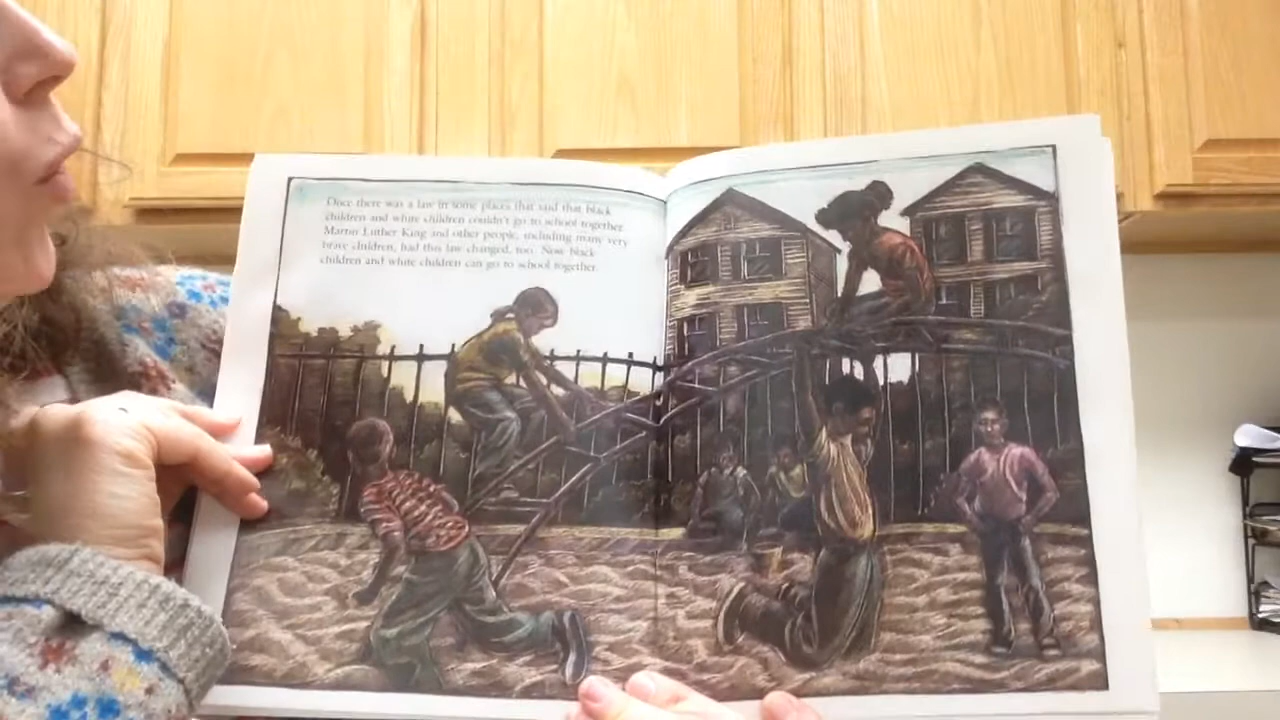 Once there was a law in some places that said that black
children and white children couldn't go to school together.
Martin Luther King and other people, including many very
brave children, had this law changed, too. Now black
children and white children can go to school together.